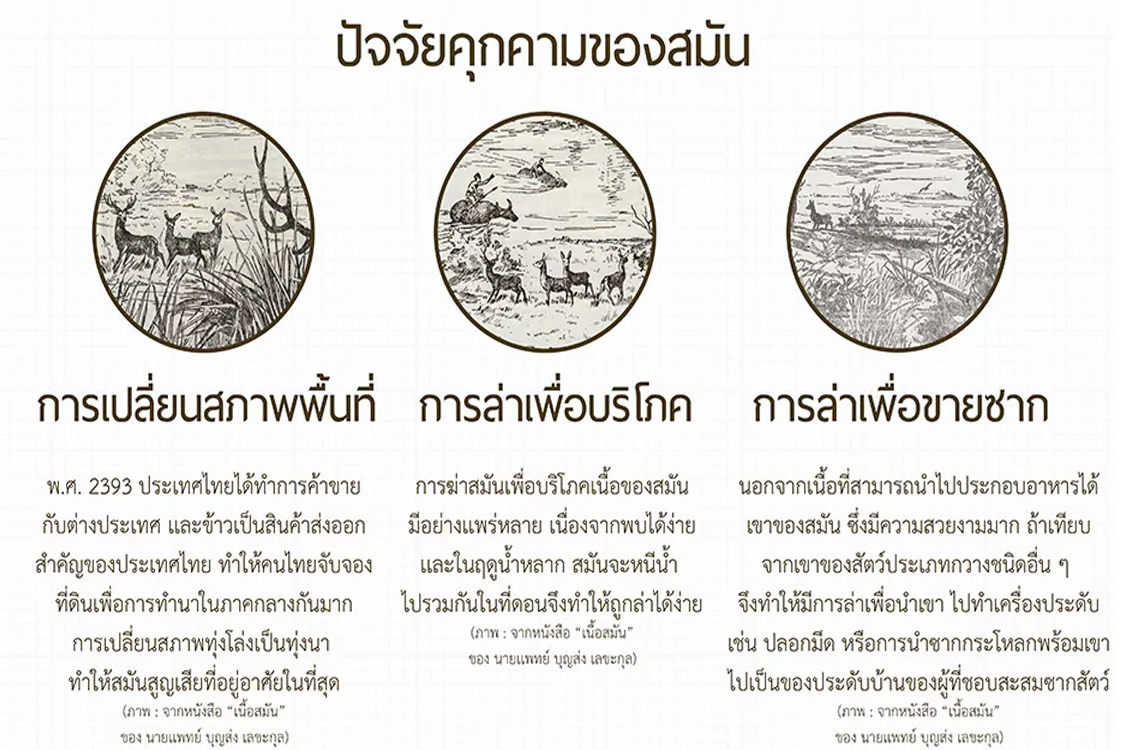 ปัจจัยคุกคามของสมัน
การเปลี่ยนสภาพพื้นที่
พ.ศ. 2393 ประเทศไทยได้ทำการค้าขาย
กับต่างประเทศ และข้าวเป็นสินค้าส่งออก
สำคัญของประเทศไทย ทำให้คนไทยจับจอง
ที่ดินเพื่อการทำนาในภาคกลางกันมาก
การเปลี่ยนสภาพทุ่งโล่งเป็นทุ่งนา
ทำให้สมันสูญเสียที่อยู่อาศัยในที่สุด
(ภาพ : จากหนังสือ “เนื้อสมัน”
ของ นายแพทย์ บุญส่ง เลขะกุล)
การล่าเพื่อบริโภค
การฆ่าสมันเพื่อบริโภคเนื้อของสมัน
มีอย่างแพร่หลาย เนื่องจากพบได้ง่าย
และในฤดูน้ำหลาก สมันจะหนีน้ำ
ไปรวมกันในที่ดอนจึงทำให้ถูกล่าได้ง่าย
(ภาพ : จากหนังสือ “เนื้อสมัน”
ของ นายแพทย์ บุญส่ง เลขะกุล)
การล่าเพื่อขายซาก
นอกจากเนื้อที่สามารถนำไปประกอบอาหารได้
เขาของสมัน ซึ่งมีความสวยงามมาก ถ้าเทียบ
จากเขาของสัตว์ประเภทกวางชนิดอื่น ๆ
จึงทำให้มีการล่าเพื่อนำเขา ไปทำเครื่องประดับ
เช่น ปลอกมีด หรือการนำซากกระโหลกพร้อมเขา
ไปเป็นของประดับบ้านของผู้ที่ชอบสะสมซากสัตว์
(ภาพ : จากหนังสือ “เนื้อสมัน”
ของ นายแพทย์ บุญส่ง เลขะกุล)